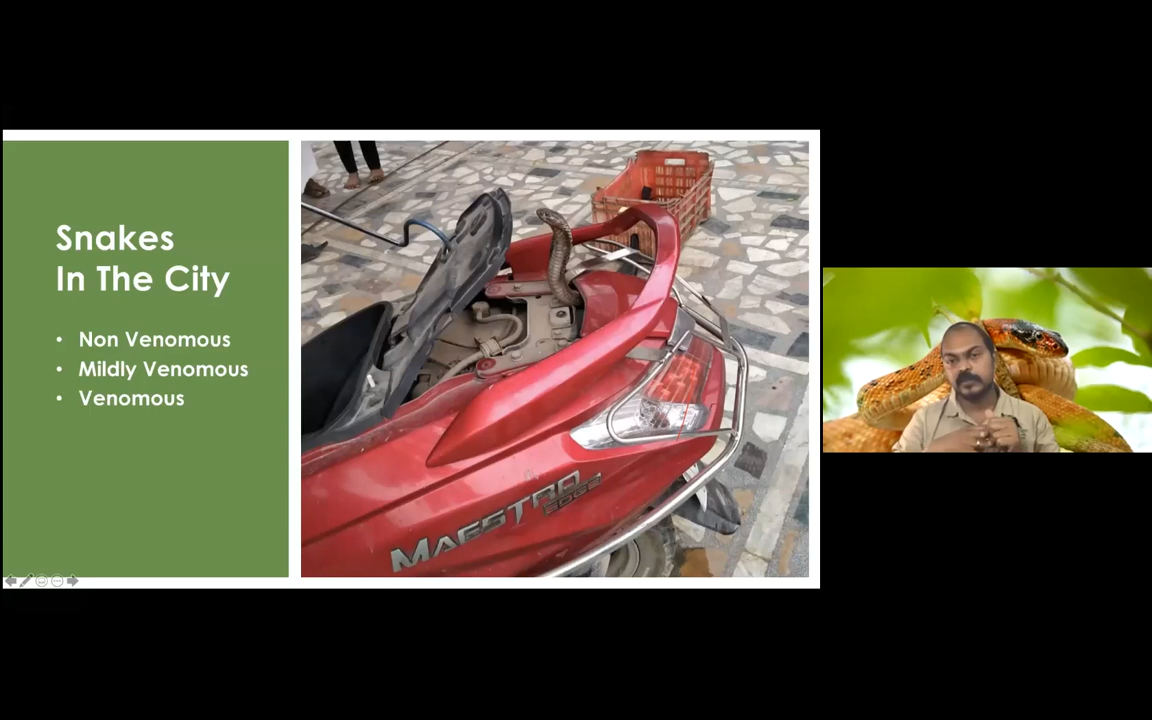 Snakes
In The City
• Non Venomous
• Mildly Venomous
• Venomous
MAESTRO
EDGE